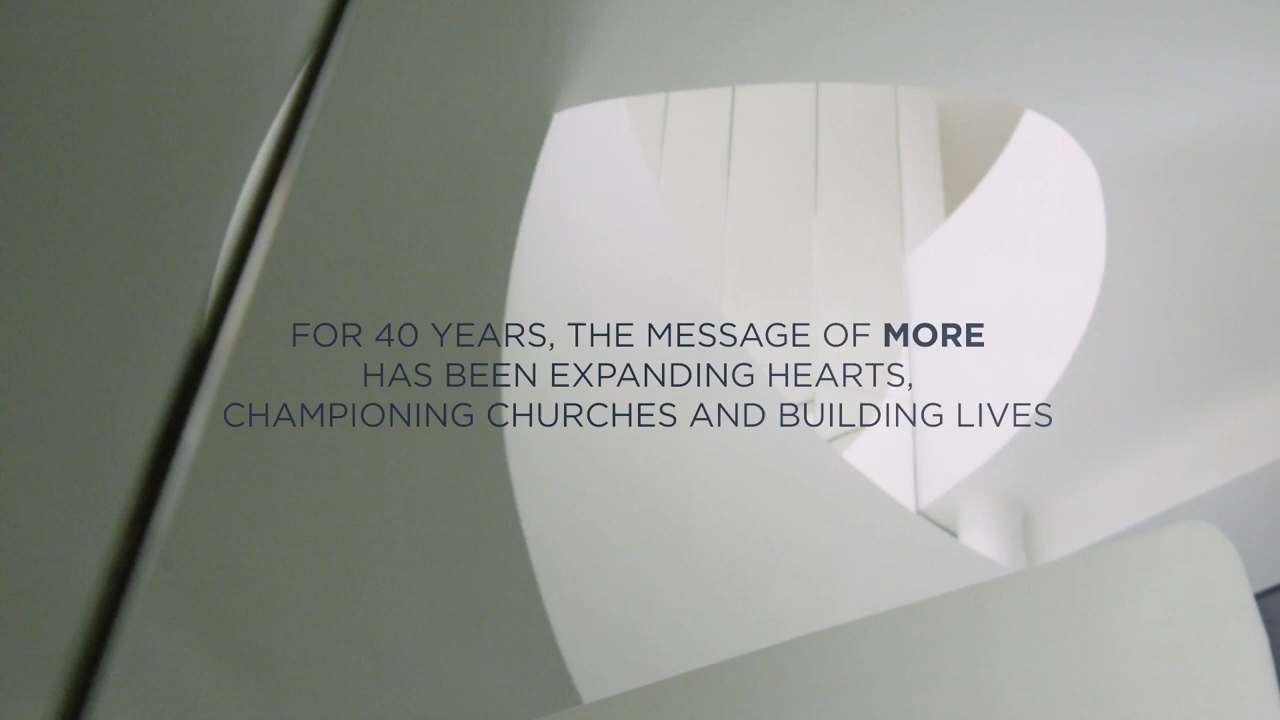 FOR 40 YEARS, THE MESSAGE OF MORE
HAS BEEN EXPANDING HEARTS,
CHAMPIONING CHURCHES AND BUILDING LIVES